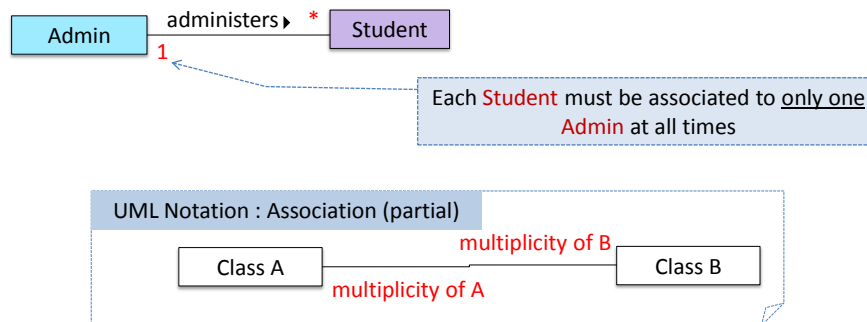 administers *
Admin
Student
1
Each Student must be associated to only one
Admin at all times
UML Notation : Association (partial)
multiplicity of B
Class A
Class B
multiplicity of A